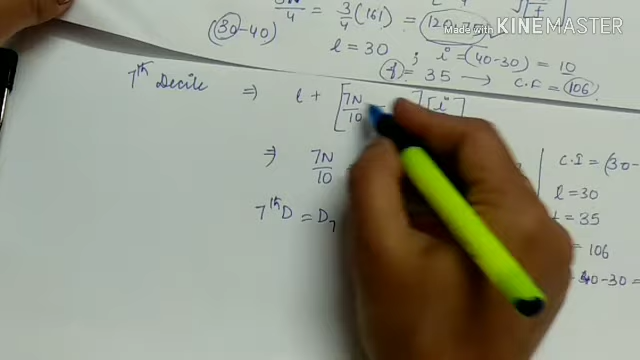 Made With
KINEMASTER
3N/4 = 3/4 (161) = 120.75
(30-40)
l = 30 ; i = (40-30) = 10
f = 35 → C.F = 106
7th Decile ⇒ l + [7N/10 - ] [i]
⇒ 7N/10
7th D = D7
C.I = (30-
l = 30
= 35
= 106
40-30 =